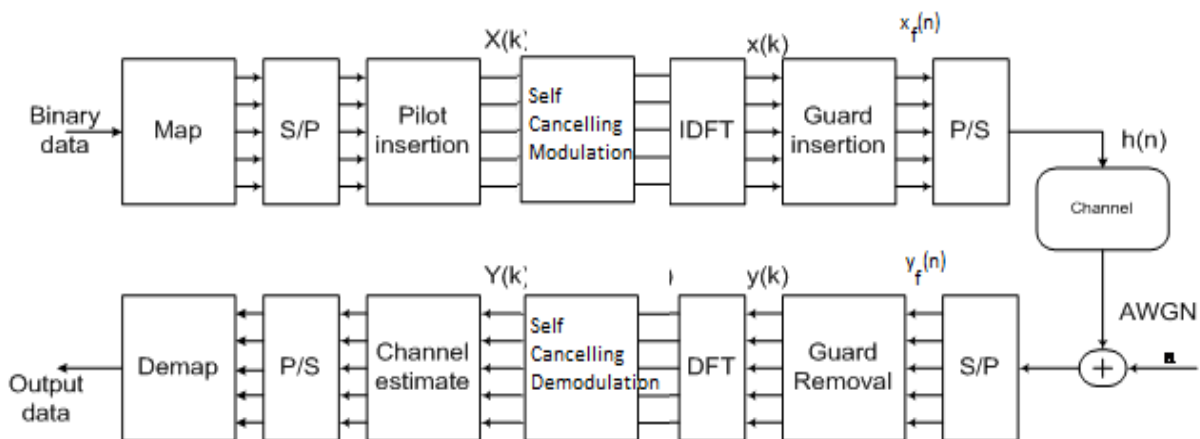 X(k)
x(k)
x_f(n)
Binary
data
Map
S/P
Pilot
insertion
Self
Cancelling
Modulation
IDFT
Guard
insertion
P/S
h(n)
Channel
Y(k)
)
y(k)
y_f(n)
AWGN
Output
data
Demap
P/S
Channel
estimate
Self
Cancelling
Demodulation
DFT
Guard
Removal
S/P
+